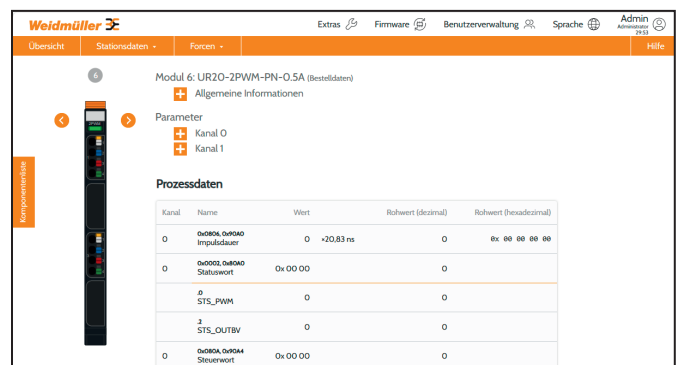 Weidmüller
Extras Firmware Benutzerverwaltung Sprache Admin
Administrator
29:53
Übersicht Stationsdaten Forcen Hilfe
6
Modul 6: UR20-2PWM-PN-0.5A (Bestelldaten)
Allgemeine Informationen
Parameter
Kanal 0
Kanal 1
Komponentenliste
Prozessdaten
Kanal Name Wert Rohwert (dezimal) Rohwert (hexadezimal)
0 0x0806, 0x90A0 Impulsdauer 0 ×20,83 ns 0 0x 00 00 00 00
0 0x0002, 0x80A0 Statuswort 0x 00 00 0
.0 STS_PWM 0 0
.2 STS_OUTBV 0 0
0 0x080A, 0x90A4 Steuerwort 0x 00 00 0